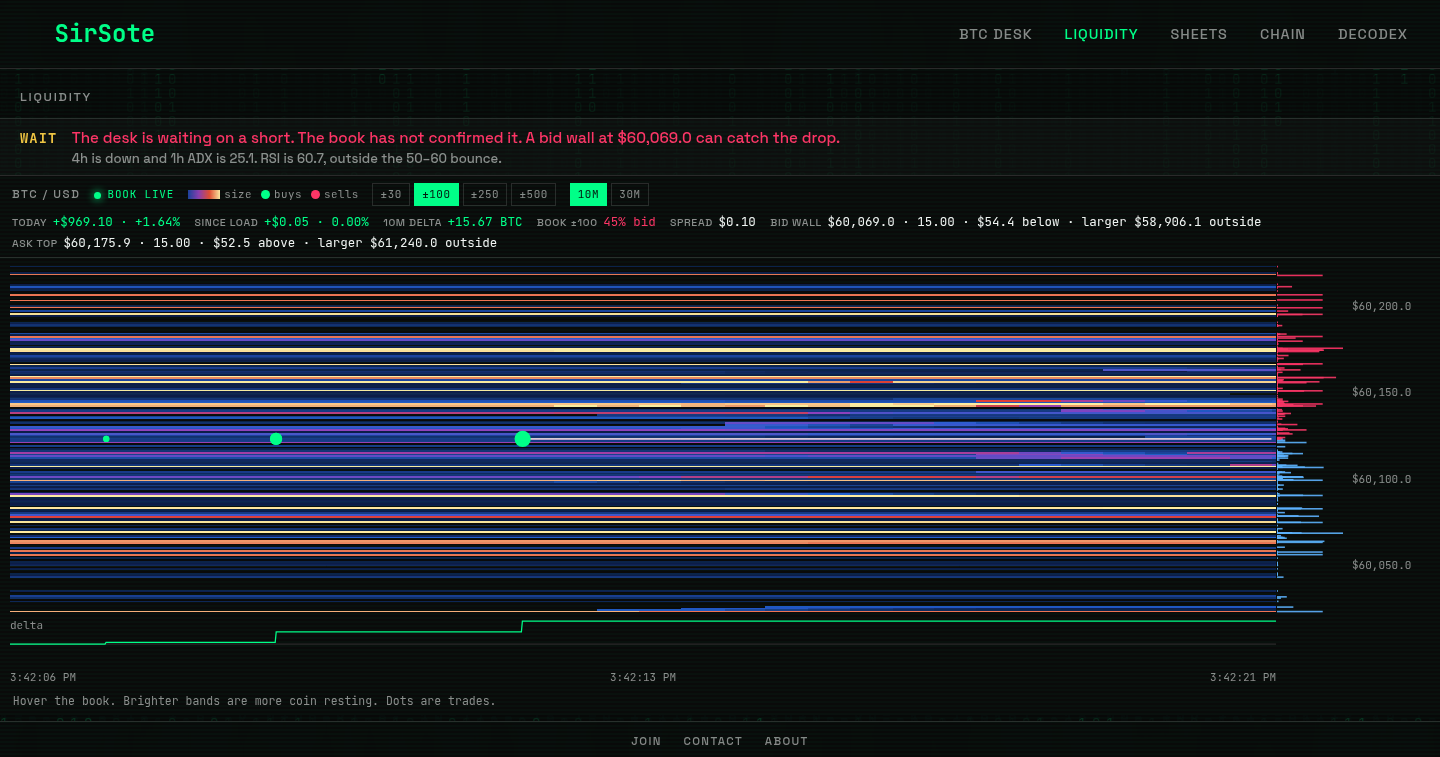 SirSote
BTC DESK LIQUIDITY SHEETS CHAIN DECODEX
LIQUIDITY
WAIT The desk is waiting on a short. The book has not confirmed it. A bid wall at $60,069.0 can catch the drop.
4h is down and 1h ADX is 25.1. RSI is 60.7, outside the 50–60 bounce.
BTC / USD BOOK LIVE size buys sells ±30 ±100 ±250 ±500 10M 30M
TODAY +$969.10 · +1.64% SINCE LOAD +$0.05 · 0.00% 10M DELTA +15.67 BTC BOOK ±100 45% bid SPREAD $0.10 BID WALL $60,069.0 · 15.00 · $54.4 below · larger $58,906.1 outside
ASK TOP $60,175.9 · 15.00 · $52.5 above · larger $61,240.0 outside
$60,200.0
$60,150.0
$60,100.0
$60,050.0
delta
3:42:06 PM 3:42:13 PM 3:42:21 PM
Hover the book. Brighter bands are more coin resting. Dots are trades.
JOIN CONTACT ABOUT